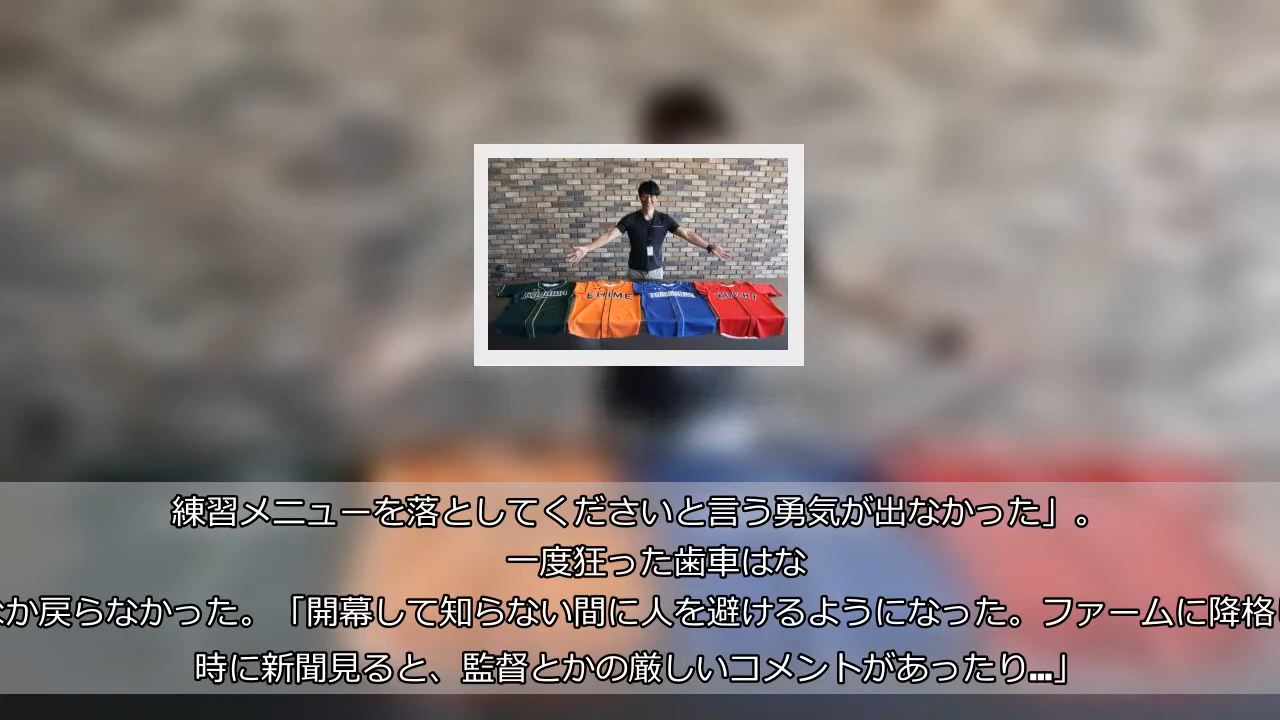 EHIME
練習メニューを落としてくださいと言う勇気が出なかった」。
一度狂った歯車はな
か戻らなかった。「開幕して知らない間に人を避けるようになった。ファームに降格
時に新聞見ると、監督とかの厳しいコメントがあったり…」